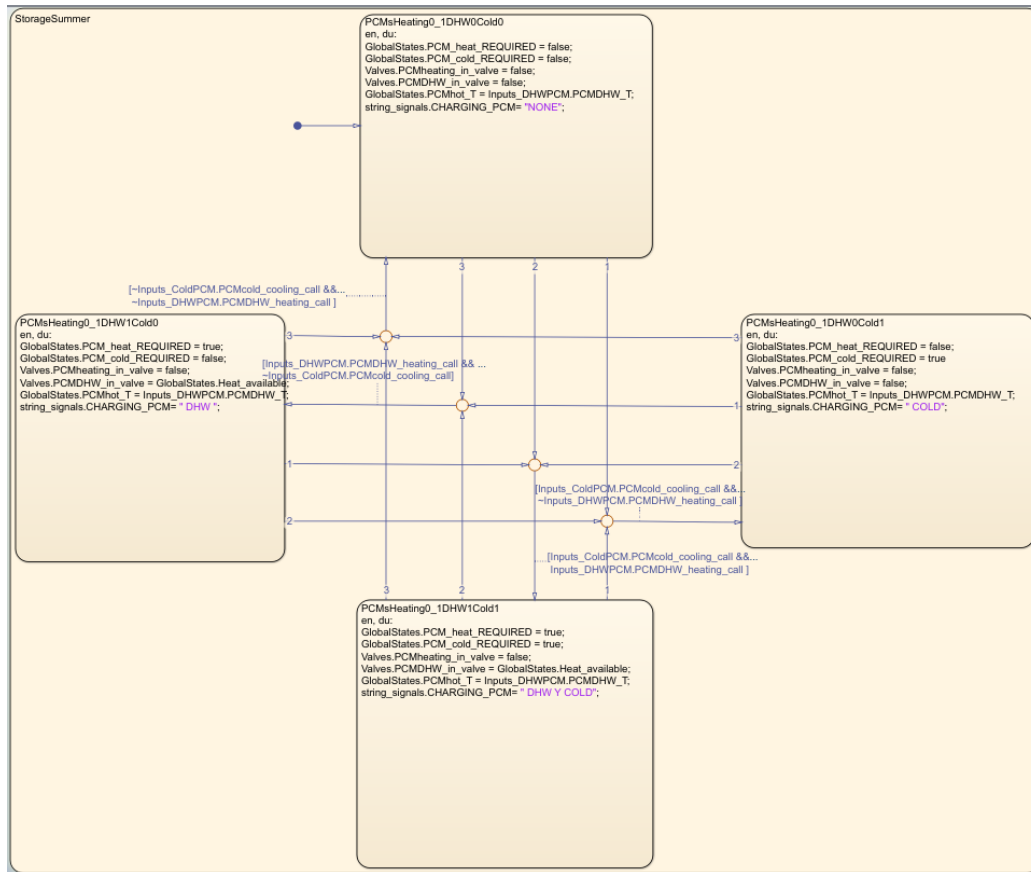 StorageSummer
PCMsHeating0_1DHW0Cold0
en, du:
GlobalStates.PCM_heat_REQUIRED = false;
GlobalStates.PCM_cold_REQUIRED = false;
Valves.PCMheating_in_valve = false;
Valves.PCMDHW_in_valve = false;
GlobalStates.PCMhot_T = Inputs_DHWPCM.PCMDHW_T;
string_signals.CHARGING_PCM= "NONE";
3
2
1
[~Inputs_ColdPCM.PCMcold_cooling_call &&...
~Inputs_DHWPCM.PCMDHW_heating_call ]
PCMsHeating0_1DHW1Cold0
en, du:
GlobalStates.PCM_heat_REQUIRED = true;
GlobalStates.PCM_cold_REQUIRED = false;
Valves.PCMheating_in_valve = false;
Valves.PCMDHW_in_valve = GlobalStates.Heat_available;
GlobalStates.PCMhot_T = Inputs_DHWPCM.PCMDHW_T;
string_signals.CHARGING_PCM= " DHW ";
3
1
2
[Inputs_DHWPCM.PCMDHW_heating_call && ...
~Inputs_ColdPCM.PCMcold_cooling_call]
PCMsHeating0_1DHW0Cold1
en, du:
GlobalStates.PCM_heat_REQUIRED = false;
GlobalStates.PCM_cold_REQUIRED = true
Valves.PCMheating_in_valve = false;
Valves.PCMDHW_in_valve = false;
GlobalStates.PCMhot_T = Inputs_DHWPCM.PCMDHW_T;
string_signals.CHARGING_PCM= " COLD";
3
1
2
[Inputs_ColdPCM.PCMcold_cooling_call &&...
~Inputs_DHWPCM.PCMDHW_heating_call ]
[Inputs_ColdPCM.PCMcold_cooling_call &&...
Inputs_DHWPCM.PCMDHW_heating_call ]
3
2
1
PCMsHeating0_1DHW1Cold1
en, du:
GlobalStates.PCM_heat_REQUIRED = true;
GlobalStates.PCM_cold_REQUIRED = true;
Valves.PCMheating_in_valve = false;
Valves.PCMDHW_in_valve = GlobalStates.Heat_available;
GlobalStates.PCMhot_T = Inputs_DHWPCM.PCMDHW_T;
string_signals.CHARGING_PCM= " DHW Y COLD";